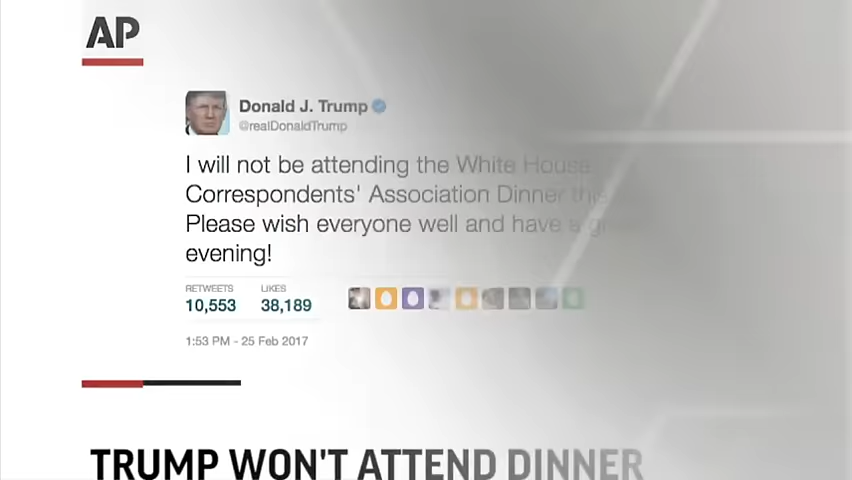 AP
Donald J. Trump
@realDonaldTrump
I will not be attending the White House
Correspondents' Association Dinner this
Please wish everyone well and have a
evening!
RETWEETS LIKES
10,553 38,189
1:53 PM - 25 Feb 2017
TRUMP WON'T ATTEND DINNER